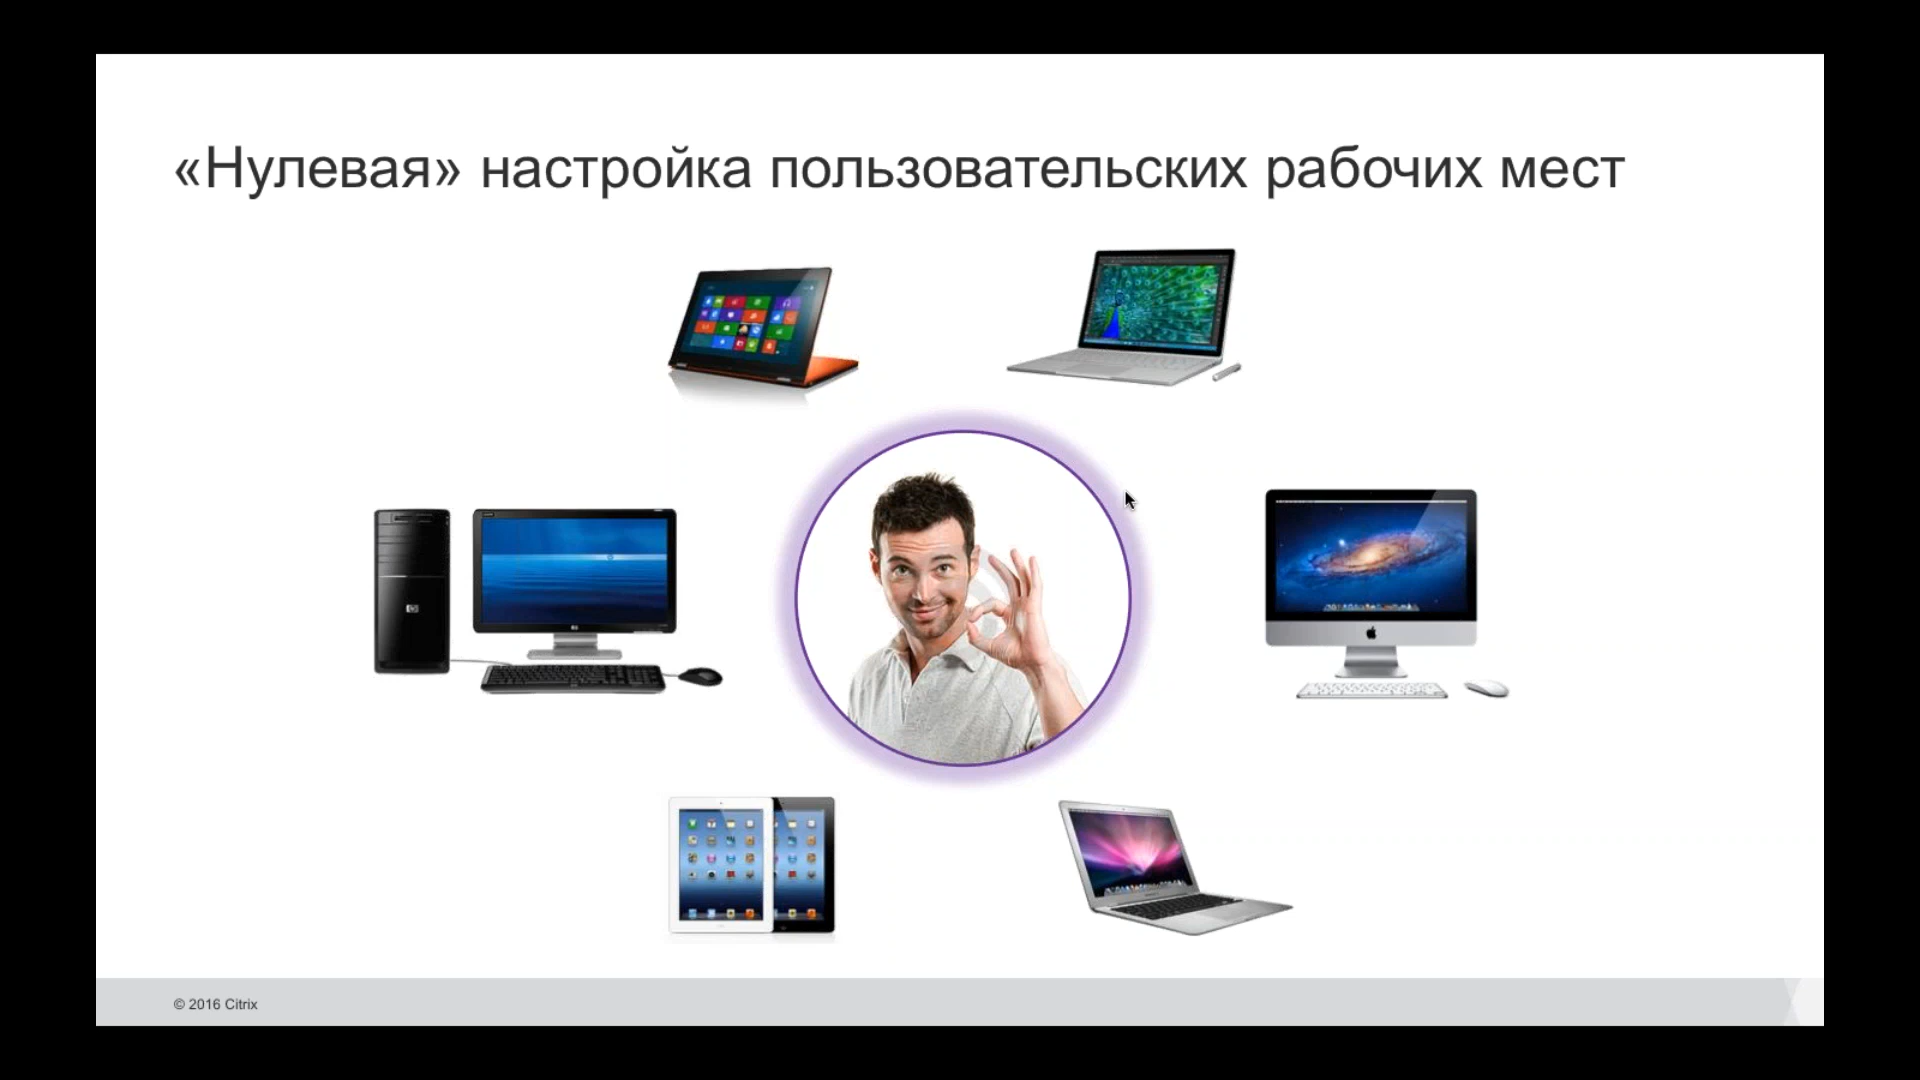 «Нулевая» настройка пользовательских рабочих мест
© 2016 Citrix